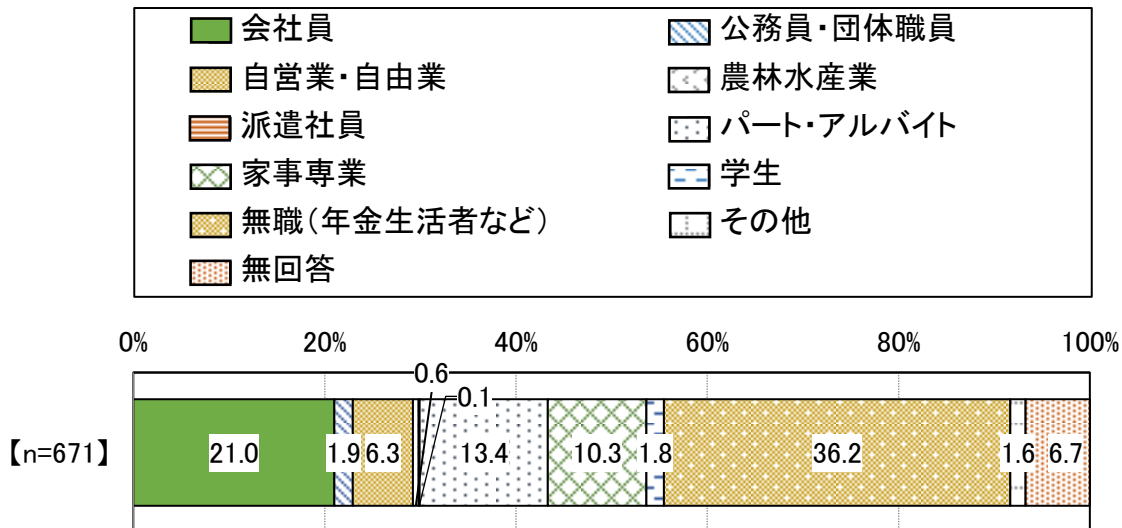 会社員 公務員・団体職員
自営業・自由業 農林水産業
派遣社員 パート・アルバイト
家事専業 学生
無職(年金生活者など) その他
無回答
0% 20% 40% 60% 80% 100%
0.6
0.1
【n=671】 21.0 1.9 6.3 13.4 10.3 1.8 36.2 1.6 6.7